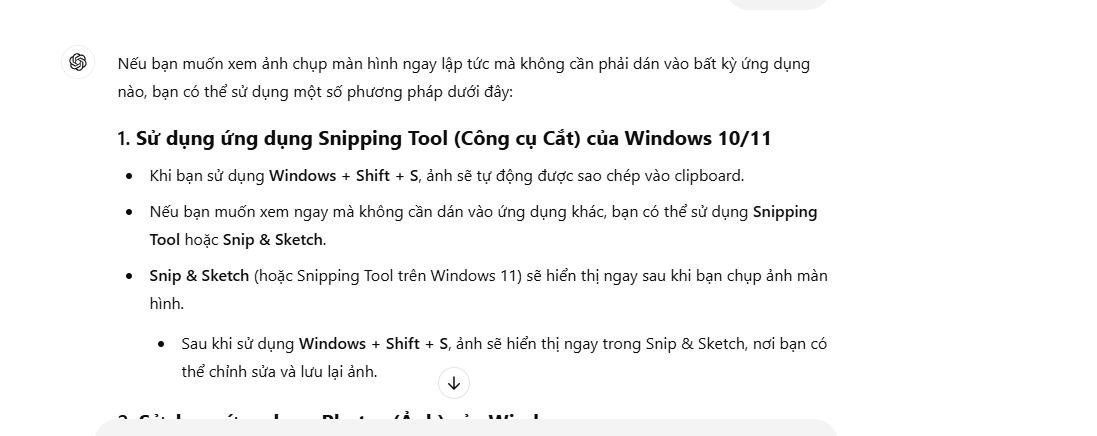 Nếu bạn muốn xem ảnh chụp màn hình ngay lập tức mà không cần phải dán vào bất kỳ ứng dụng
nào, bạn có thể sử dụng một số phương pháp dưới đây:
1. Sử dụng ứng dụng Snipping Tool (Công cụ Cắt) của Windows 10/11
Khi bạn sử dụng Windows + Shift + S, ảnh sẽ tự động được sao chép vào clipboard.
Nếu bạn muốn xem ngay mà không cần dán vào ứng dụng khác, bạn có thể sử dụng Snipping
Tool hoặc Snip & Sketch.
Snip & Sketch (hoặc Snipping Tool trên Windows 11) sẽ hiển thị ngay sau khi bạn chụp ảnh màn
hình.
Sau khi sử dụng Windows + Shift + S, ảnh sẽ hiển thị ngay trong Snip & Sketch, nơi bạn có
thể chỉnh sửa và lưu lại ảnh.